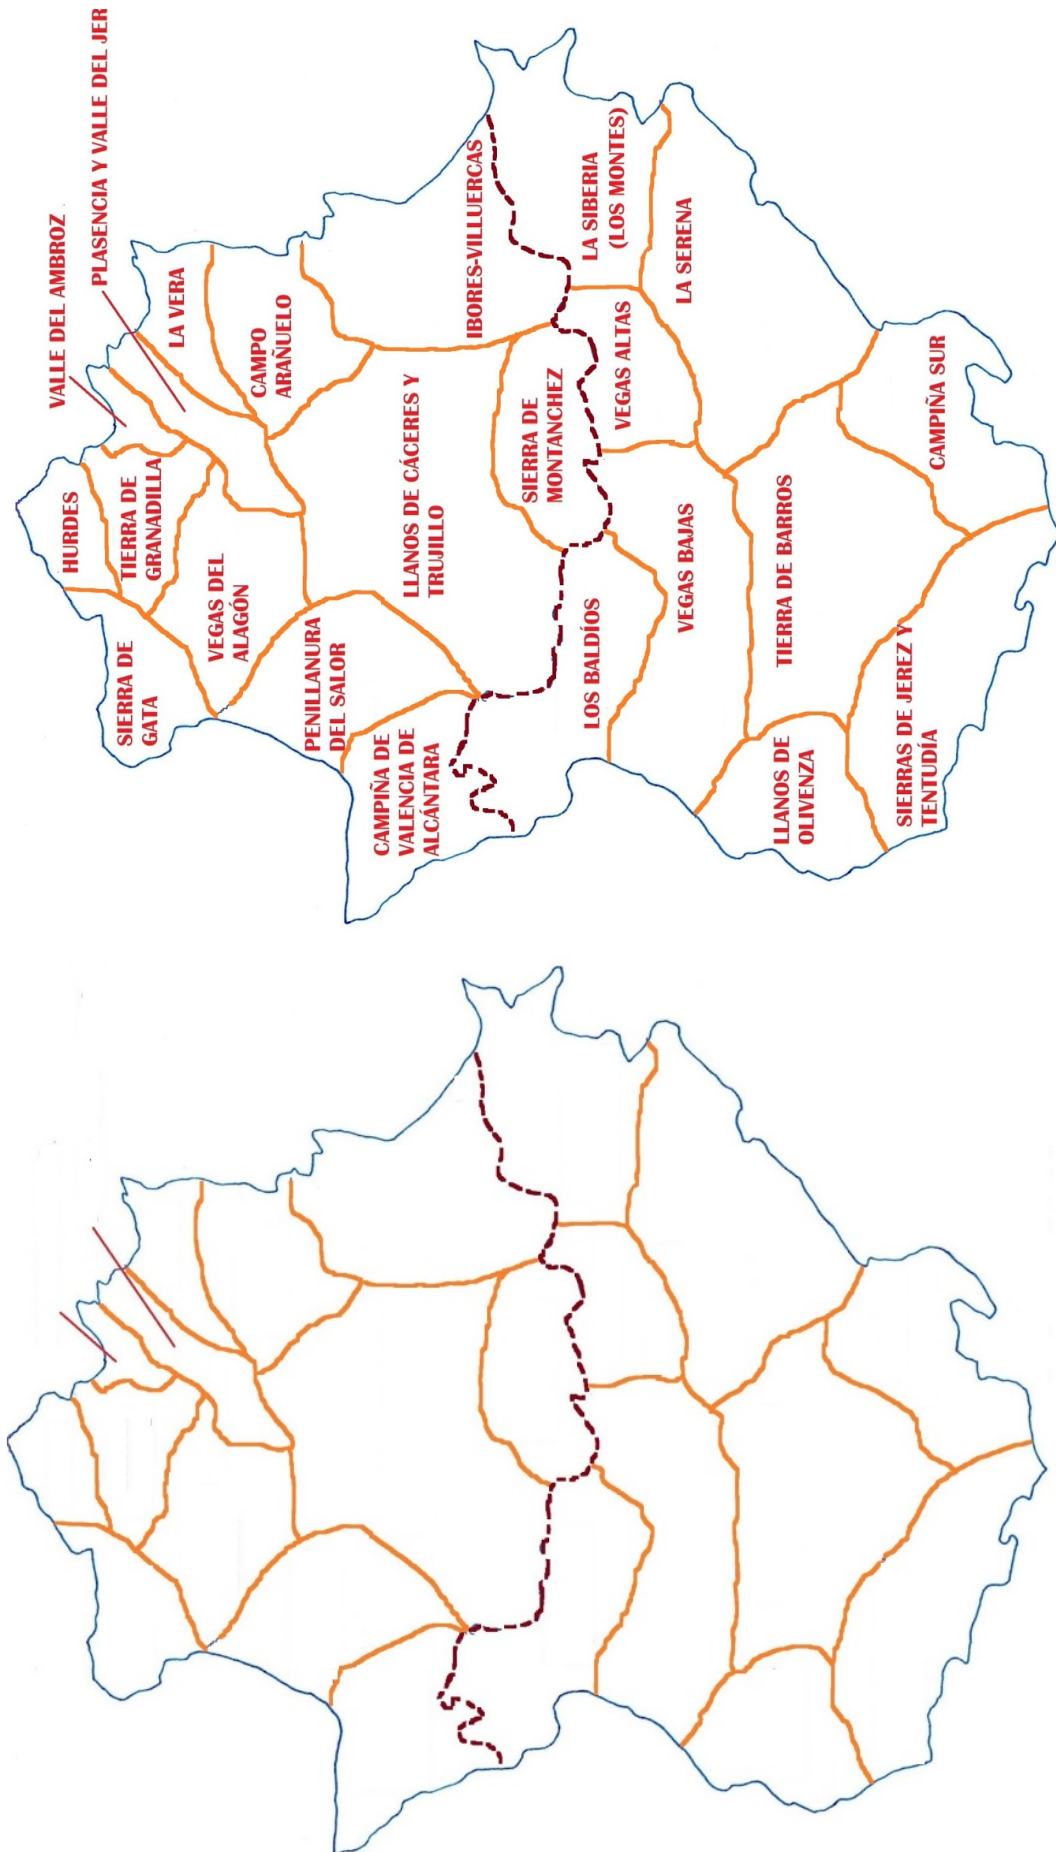 VALLE DEL AMBROZ
PLASENCIA Y VALLE DEL JER
LA VERA
HURDES
TIERRA DE
GRANADILLA
CAMPO
ARAÑUELO
SIERRA DE
GATA
VEGAS DEL
ALAGÓN
IBORES-VILLUERCAS
PENILLANURA
DEL SALOR
LLANOS DE CÁCERES Y
TRUJILLO
CAMPIÑA DE
VALENCIA DE
ALCÁNTARA
SIERRA DE
MONTANCHEZ
LA SIBERIA
(LOS MONTES)
LOS BALDÍOS
VEGAS ALTAS
LA SERENA
VEGAS BAJAS
TIERRA DE BARROS
LLANOS DE
OLIVENZA
CAMPIÑA SUR
SIERRAS DE JEREZ Y
TENTUDÍA